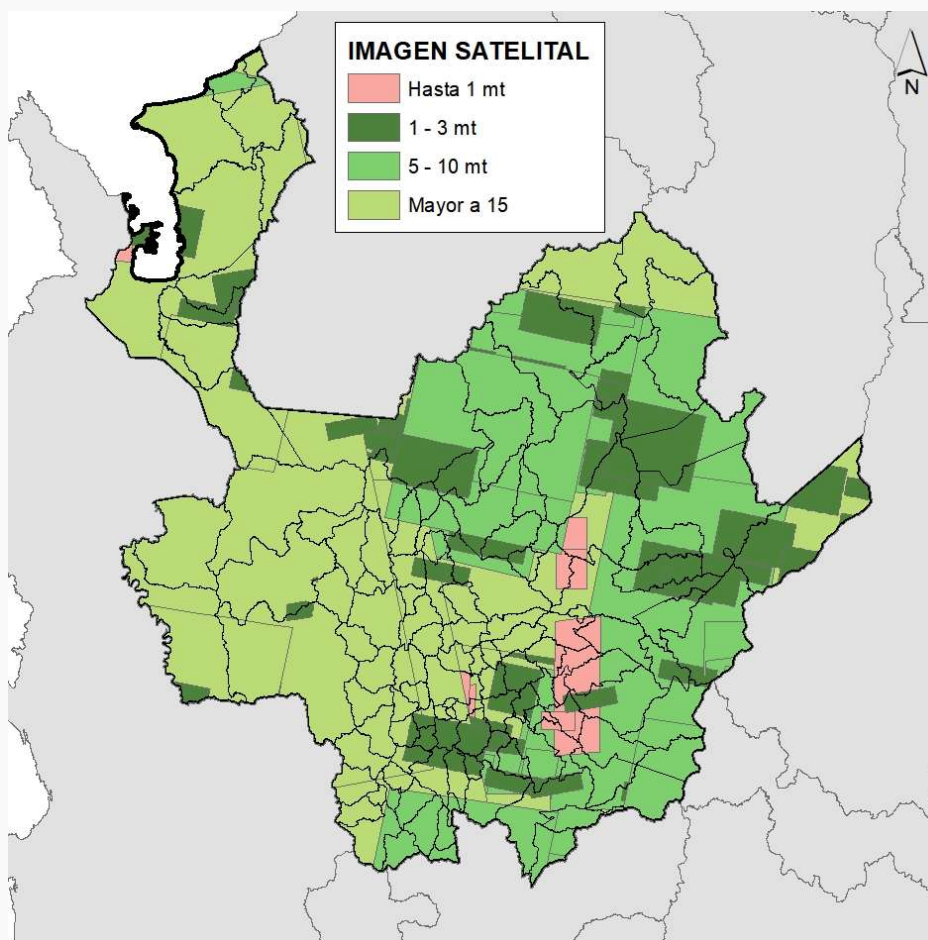 IMAGEN SATELITAL
Hasta 1 mt
1 - 3 mt
5 - 10 mt
Mayor a 15
N